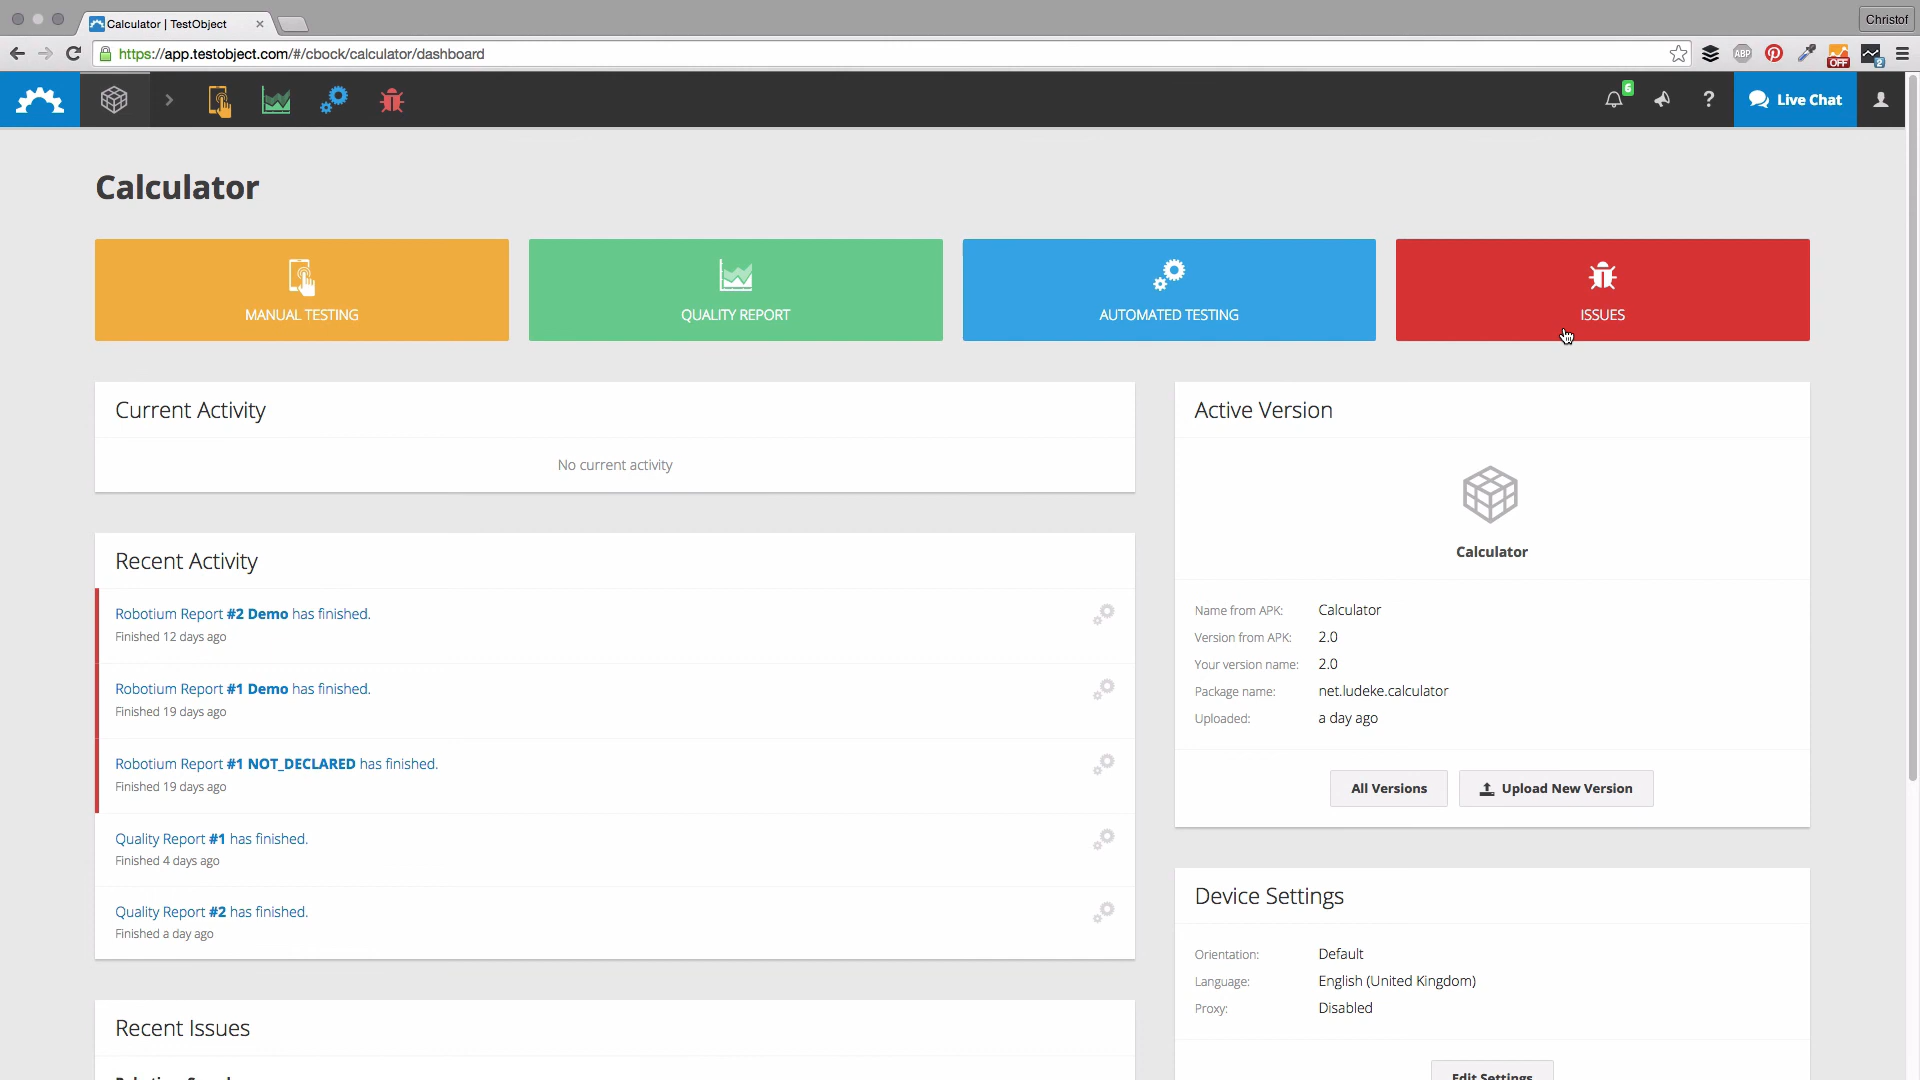 Calculator | TestObject
Christof
https://app.testobject.com/#/cbock/calculator/dashboard
ABP
OFF
2
6
?
Live Chat
Calculator
MANUAL TESTING
QUALITY REPORT
AUTOMATED TESTING
ISSUES
Current Activity
No current activity
Recent Activity
Robotium Report #2 Demo has finished.
Finished 12 days ago
Robotium Report #1 Demo has finished.
Finished 19 days ago
Robotium Report #1 NOT_DECLARED has finished.
Finished 19 days ago
Quality Report #1 has finished.
Finished 4 days ago
Quality Report #2 has finished.
Finished a day ago
Recent Issues
Active Version
Calculator
Name from APK: Calculator
Version from APK: 2.0
Your version name: 2.0
Package name: net.ludeke.calculator
Uploaded: a day ago
All Versions
Upload New Version
Device Settings
Orientation: Default
Language: English (United Kingdom)
Proxy: Disabled
Edit Settings